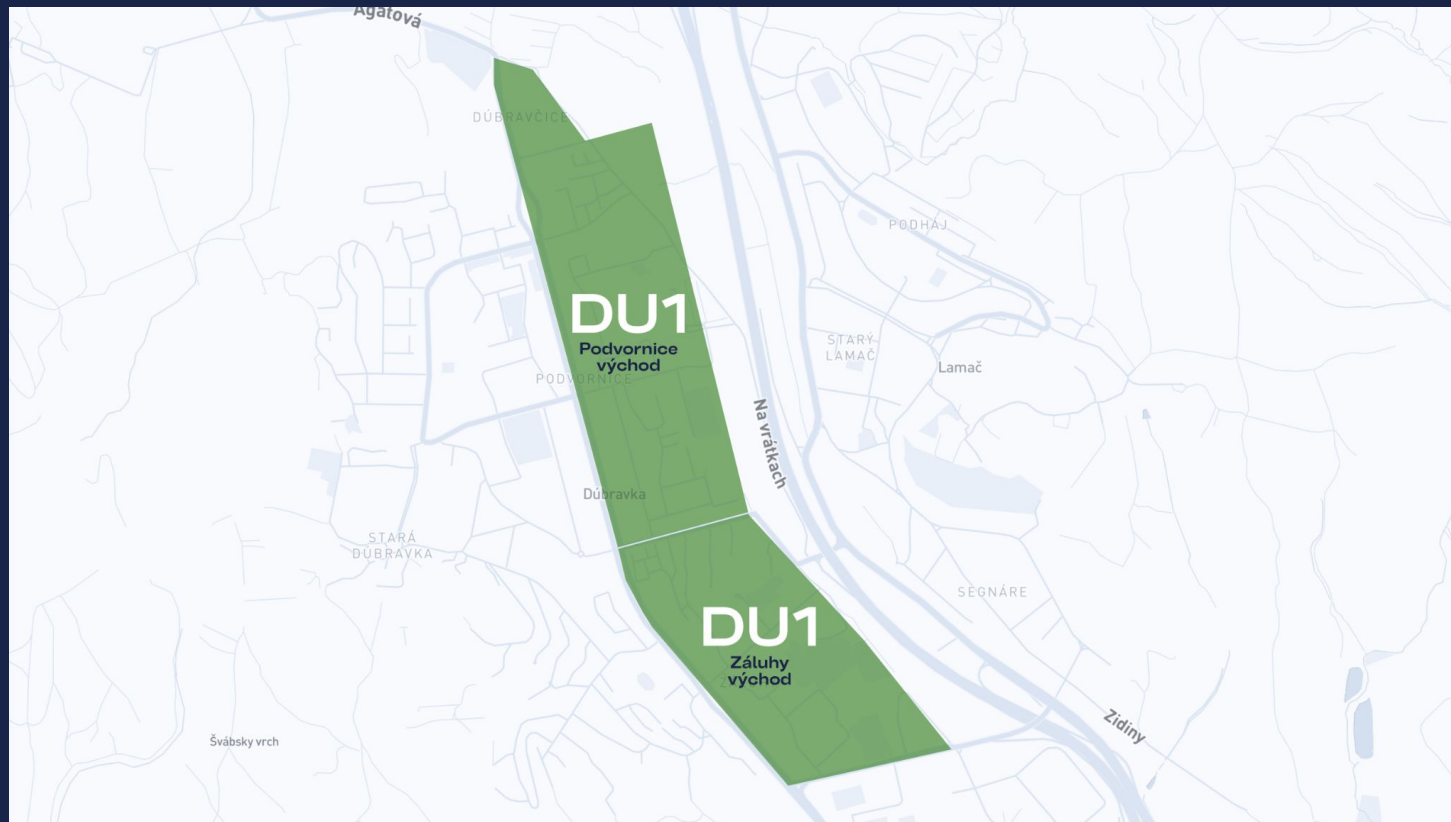 Agátová
DÚBRAVČICE
PODHÁJ
DU1
Podvornice
východ
STARÝ
LAMAČ
Lamač
PODVORNICE
Na vrátkach
Dúbravka
STARÁ
DÚBRAVKA
SEGNÁRE
DU1
Záluhy
východ
Zidiny
Švábsky vrch